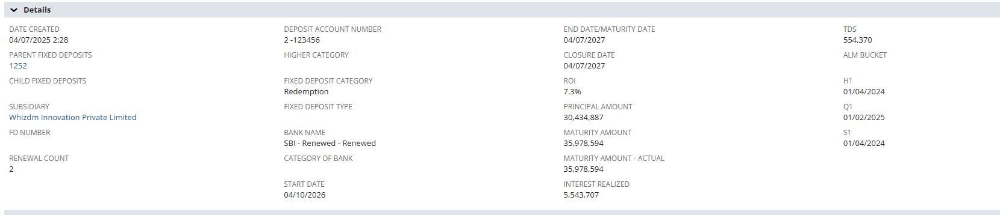 Details
DATE CREATED
04/07/2025 2:28
PARENT FIXED DEPOSITS
1252
CHILD FIXED DEPOSITS
SUBSIDIARY
Whizdm Innovation Private Limited
FD NUMBER
RENEWAL COUNT
2
DEPOSIT ACCOUNT NUMBER
2 -123456
HIGHER CATEGORY
FIXED DEPOSIT CATEGORY
Redemption
FIXED DEPOSIT TYPE
BANK NAME
SBI - Renewed - Renewed
CATEGORY OF BANK
START DATE
04/10/2026
END DATE/MATURITY DATE
04/07/2027
CLOSURE DATE
04/07/2027
ROI
7.3%
PRINCIPAL AMOUNT
30,434,887
MATURITY AMOUNT
35,978,594
MATURITY AMOUNT - ACTUAL
35,978,594
INTEREST REALIZED
5,543,707
TDS
554,370
ALM BUCKET
H1
01/04/2024
Q1
01/02/2025
S1
01/04/2024